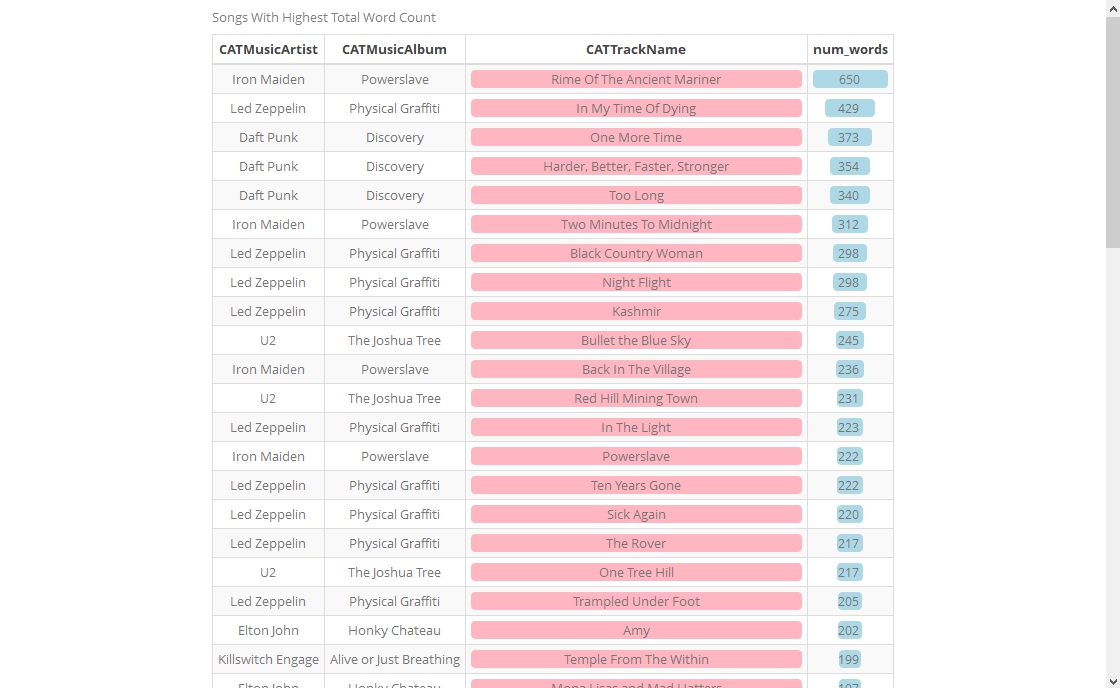 Songs With Highest Total Word Count
CATMusicArtist CATMusicAlbum CATTrackName num_words
Iron Maiden Powerslave Rime Of The Ancient Mariner 650
Led Zeppelin Physical Graffiti In My Time Of Dying 429
Daft Punk Discovery One More Time 373
Daft Punk Discovery Harder, Better, Faster, Stronger 354
Daft Punk Discovery Too Long 340
Iron Maiden Powerslave Two Minutes To Midnight 312
Led Zeppelin Physical Graffiti Black Country Woman 298
Led Zeppelin Physical Graffiti Night Flight 298
Led Zeppelin Physical Graffiti Kashmir 275
U2 The Joshua Tree Bullet the Blue Sky 245
Iron Maiden Powerslave Back In The Village 236
U2 The Joshua Tree Red Hill Mining Town 231
Led Zeppelin Physical Graffiti In The Light 223
Iron Maiden Powerslave Powerslave 222
Led Zeppelin Physical Graffiti Ten Years Gone 222
Led Zeppelin Physical Graffiti Sick Again 220
Led Zeppelin Physical Graffiti The Rover 217
U2 The Joshua Tree One Tree Hill 217
Led Zeppelin Physical Graffiti Trampled Under Foot 205
Elton John Honky Chateau Amy 202
Killswitch Engage Alive or Just Breathing Temple From The Within 199
Elton John Honky Chateau Mona Lisas and Mad Hatters 197